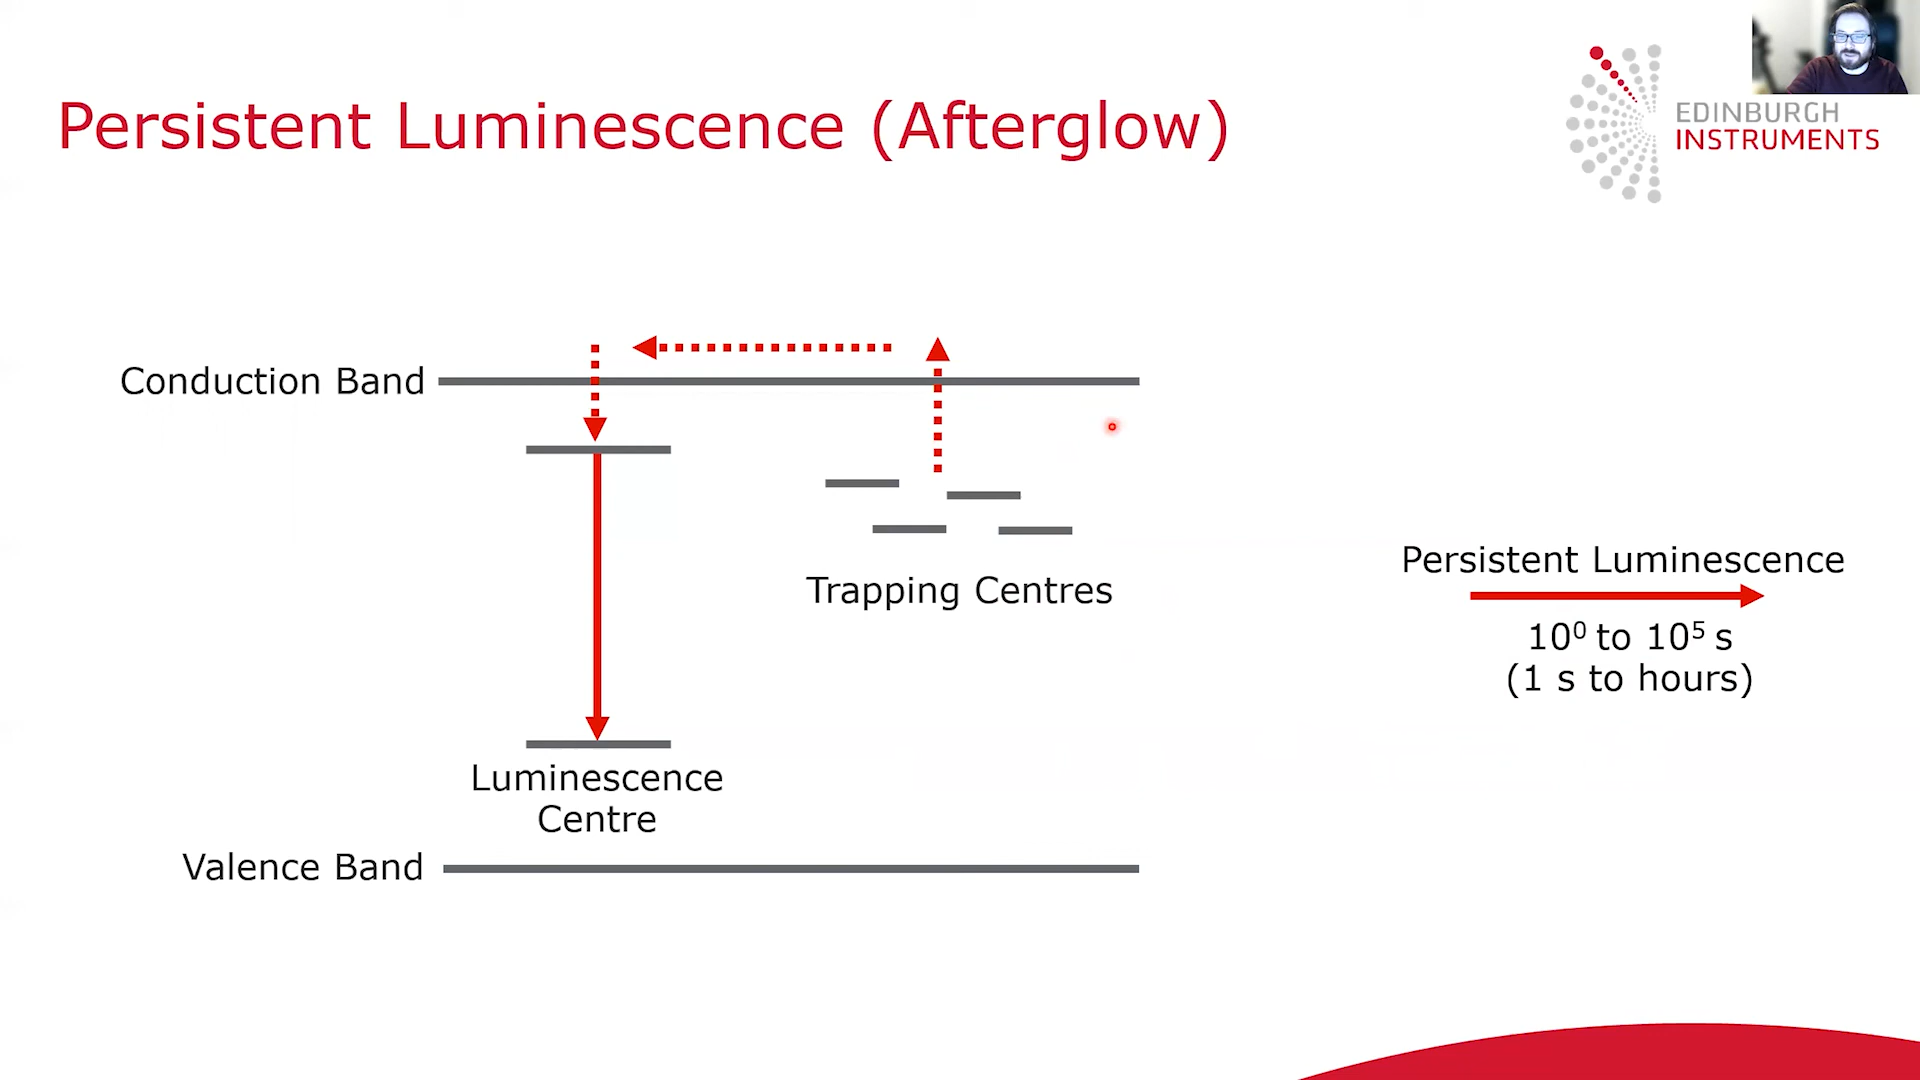 Persistent Luminescence (Afterglow)
EDINBURGH
INSTRUMENTS
Conduction Band
Trapping Centres
Persistent Luminescence
10⁰ to 10⁵ s
(1 s to hours)
Luminescence
Centre
Valence Band